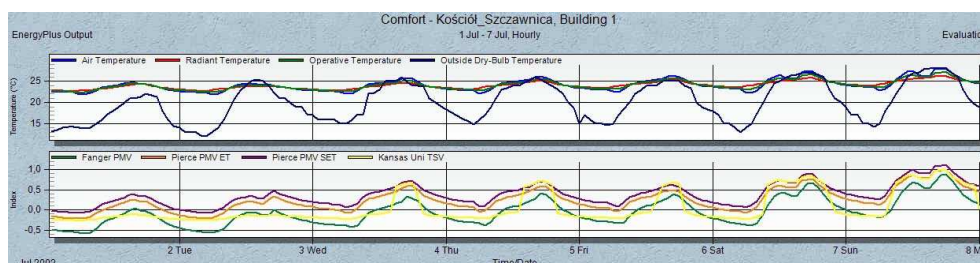 Comfort - Kościół_Szczawnica, Building 1
EnergyPlus Output 1 Jul - 7 Jul, Hourly Evaluatio
Air Temperature Radiant Temperature Operative Temperature Outside Dry-Bulb Temperature
Temperature (°C)
25
20
15
Fanger PMV Pierce PMV ET Pierce PMV SET Kansas Uni TSV
Index
1,0
0,5
0,0
-0,5
2 Tue 3 Wed 4 Thu 5 Fri 6 Sat 7 Sun 8 M
Jul 2002 Time/Date